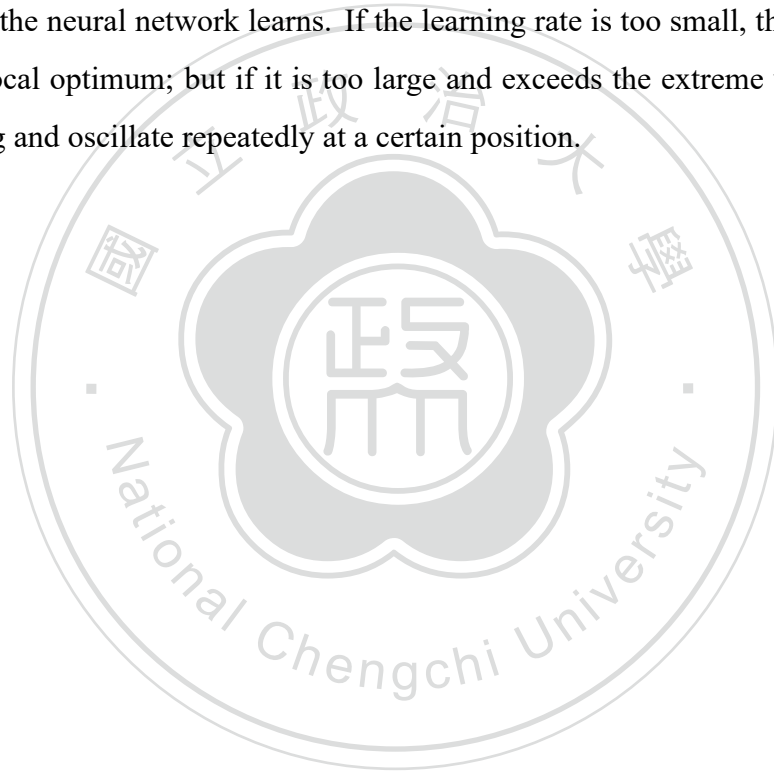 the neural network learns. If the learning rate is too small, th
ocal optimum; but if it is too large and exceeds the extreme
g and oscillate repeatedly at a certain position.
國立政治大學
政大
National Chengchi University